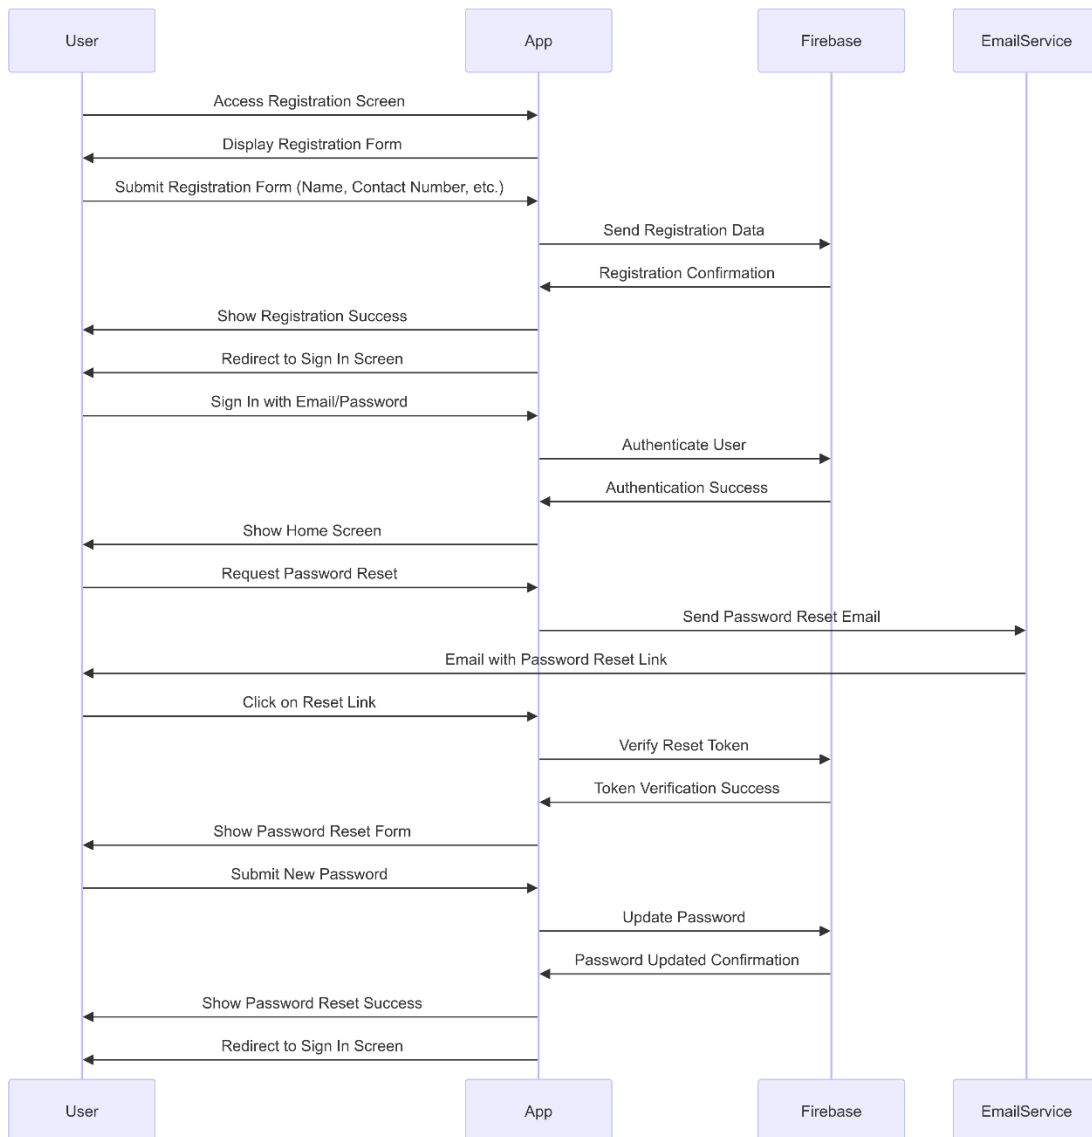 User
App
Firebase
EmailService
Access Registration Screen
Display Registration Form
Submit Registration Form (Name, Contact Number, etc.)
Send Registration Data
Registration Confirmation
Show Registration Success
Redirect to Sign In Screen
Sign In with Email/Password
Authenticate User
Authentication Success
Show Home Screen
Request Password Reset
Send Password Reset Email
Email with Password Reset Link
Click on Reset Link
Verify Reset Token
Token Verification Success
Show Password Reset Form
Submit New Password
Update Password
Password Updated Confirmation
Show Password Reset Success
Redirect to Sign In Screen
User
App
Firebase
EmailService